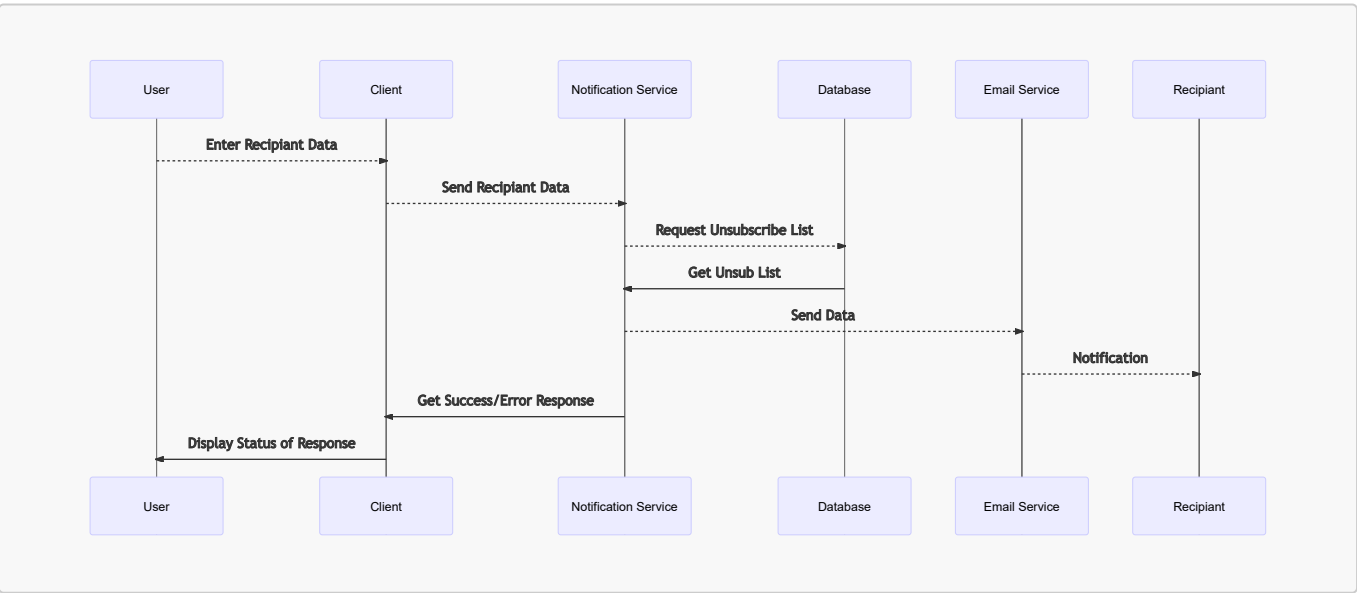 User
Client
Notification Service
Database
Email Service
Recipiant
Enter Recipiant Data
Send Recipiant Data
Request Unsubscribe List
Get Unsub List
Send Data
Notification
Get Success/Error Response
Display Status of Response
User
Client
Notification Service
Database
Email Service
Recipiant